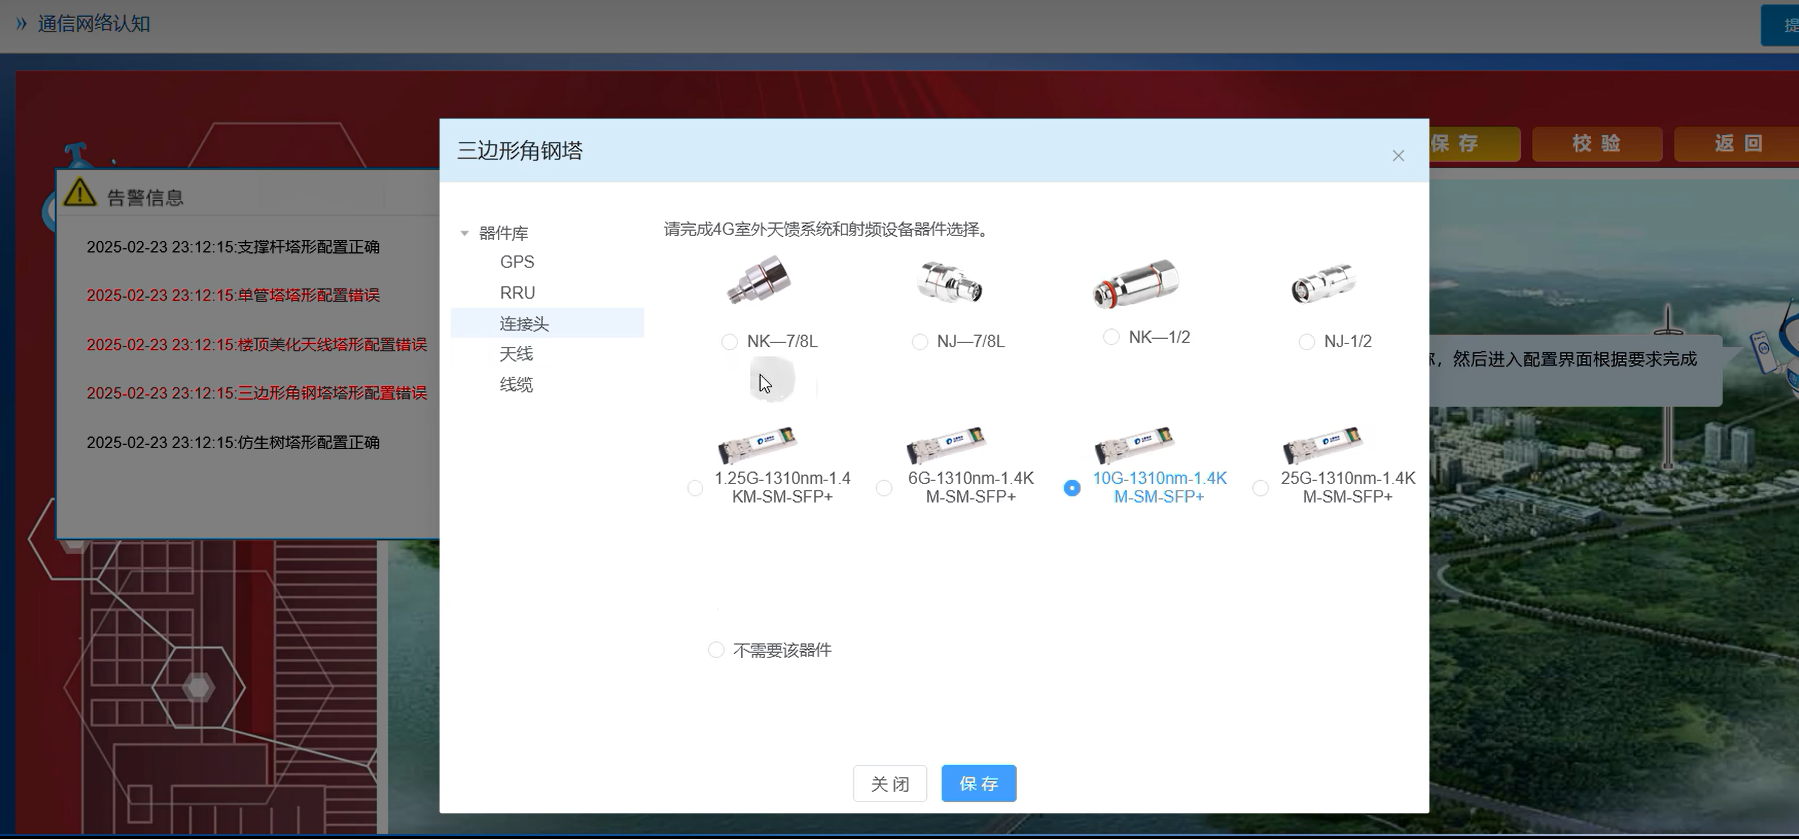 通信网络认知
提
保 存
校 验
返 回
告警信息
2025-02-23 23:12:15:支撑杆塔形配置正确
2025-02-23 23:12:15:单管塔塔形配置错误
2025-02-23 23:12:15:楼顶美化天线塔形配置错误
2025-02-23 23:12:15:三边形角钢塔塔形配置错误
2025-02-23 23:12:15:仿生树塔形配置正确
三边形角钢塔
器件库
GPS
RRU
连接头
天线
线缆
请完成4G室外天馈系统和射频设备器件选择。
NK—7/8L
NJ—7/8L
NK—1/2
NJ-1/2
1.25G-1310nm-1.4
KM-SM-SFP+
6G-1310nm-1.4K
M-SM-SFP+
10G-1310nm-1.4K
M-SM-SFP+
25G-1310nm-1.4K
M-SM-SFP+
不需要该器件
关 闭
保 存
，然后进入配置界面根据要求完成